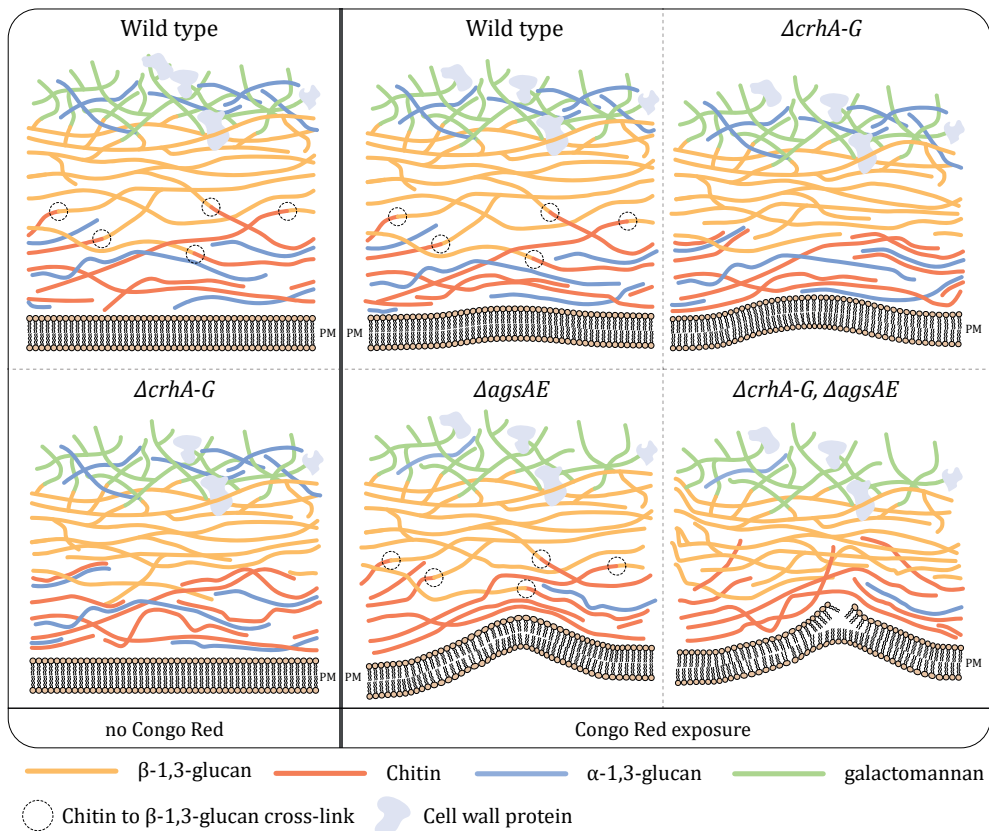 Wild type
Wild type
ΔcrhA-G
PM
PM
PM
ΔcrhA-G
ΔagsAE
ΔcrhA-G, ΔagsAE
PM
PM
PM
no Congo Red
Congo Red exposure
β-1,3-glucan
Chitin
α-1,3-glucan
galactomannan
Chitin to β-1,3-glucan cross-link
Cell wall protein